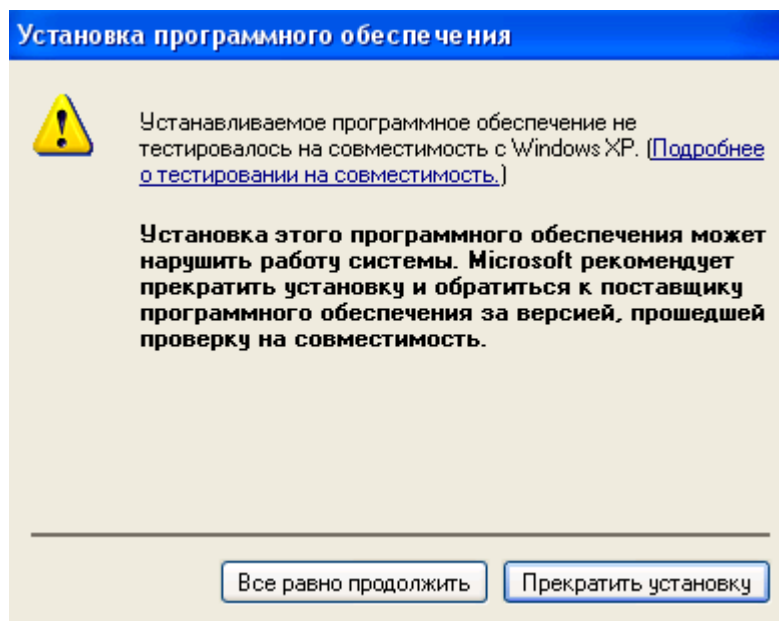 Установка программного обеспечения
Устанавливаемое программное обеспечение не
тестировалось на совместимость с Windows XP. (Подробнее
о тестировании на совместимость.)
Установка этого программного обеспечения может
нарушить работу системы. Microsoft рекомендует
прекратить установку и обратиться к поставщику
программного обеспечения за версией, прошедшей
проверку на совместимость.
Все равно продолжить
Прекратить установку